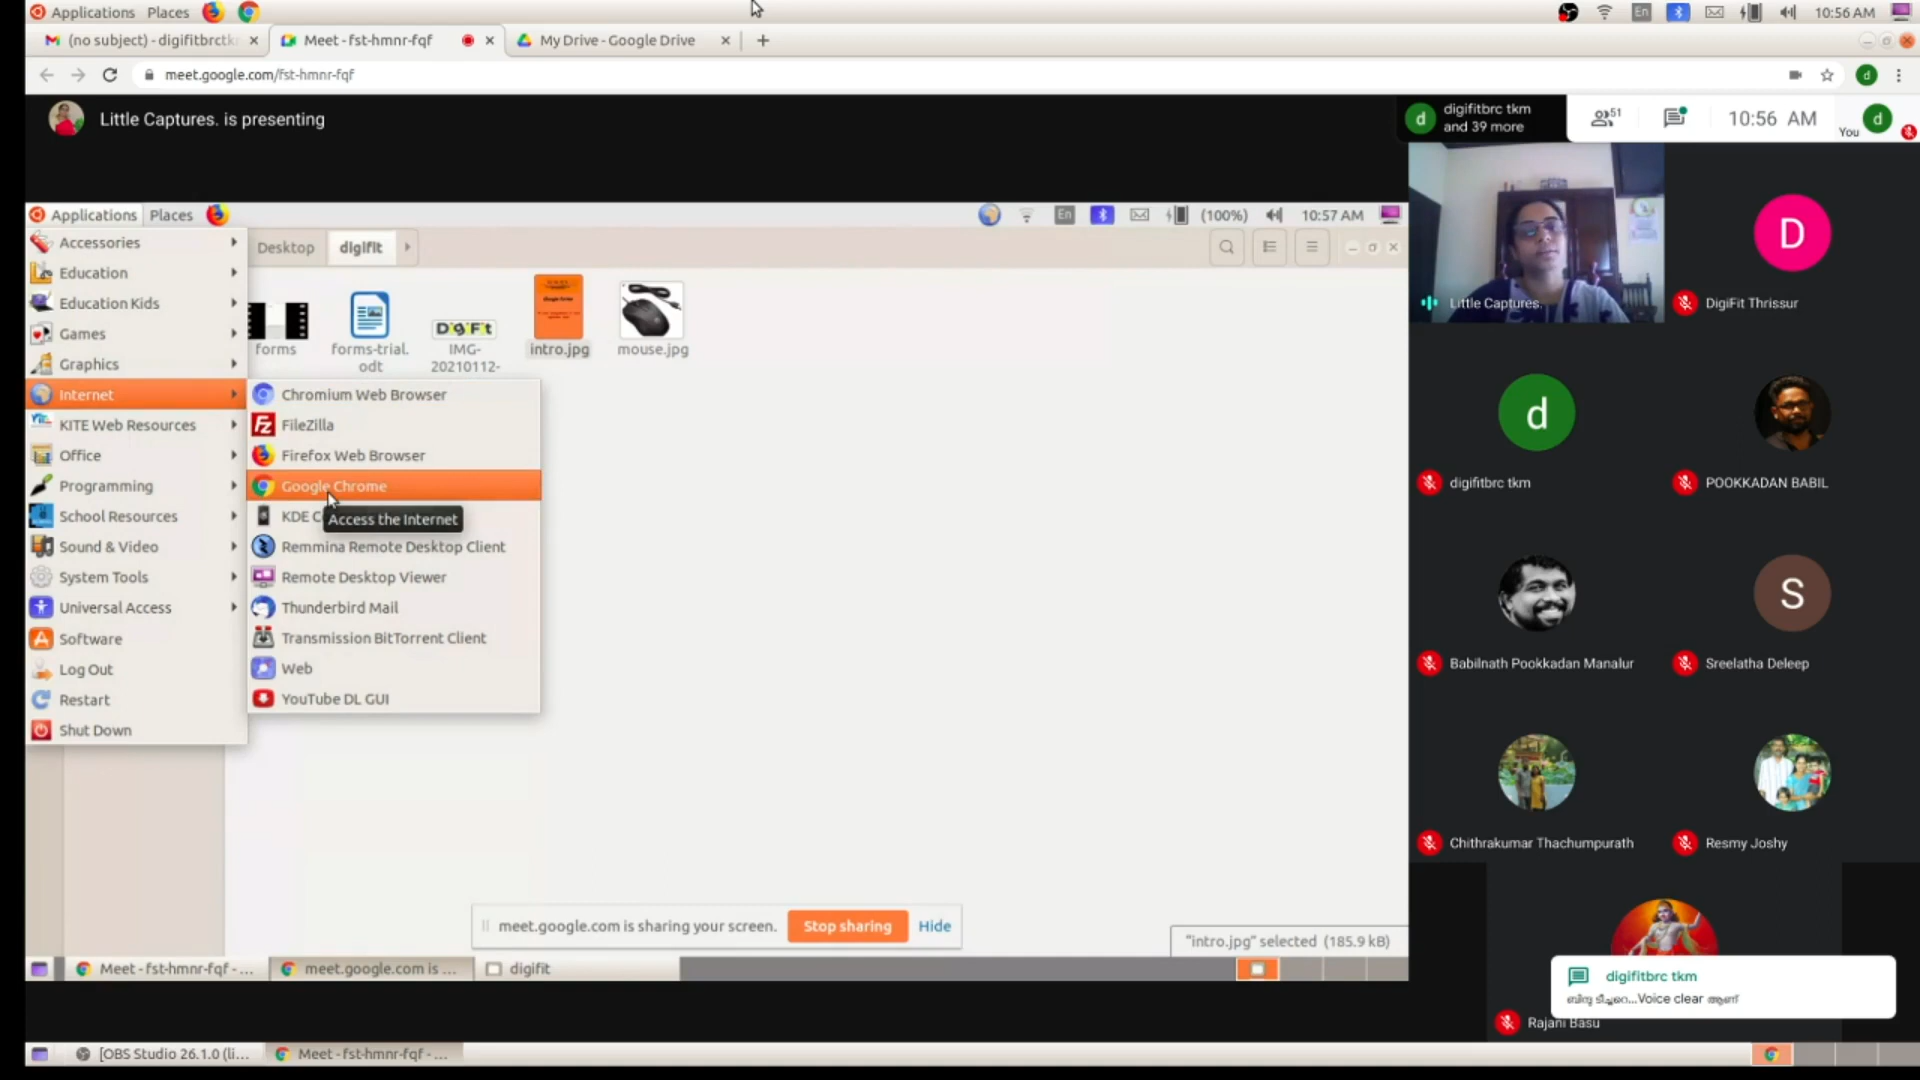 Applications Places
En 10:56 AM
(no subject) - digifitbrctk
Meet - fst-hmnr-fqf
My Drive - Google Drive
meet.google.com/fst-hmnr-fqf
d
Little Captures. is presenting
d digifitbrc tkm
and 39 more
51
10:56 AM
You d
Applications Places
En (100%) 10:57 AM
Accessories
Education
Education Kids
Games
Graphics
Internet
KITE Web Resources
Office
Programming
School Resources
Sound & Video
System Tools
Universal Access
Software
Log Out
Restart
Shut Down
Desktop digifit
forms
forms-trial.
odt
DigiFit
IMG-
20210112-
Google Drive
intro.jpg
mouse.jpg
Chromium Web Browser
FileZilla
Firefox Web Browser
Google Chrome
KDE C
Access the Internet
Remmina Remote Desktop Client
Remote Desktop Viewer
Thunderbird Mail
Transmission BitTorrent Client
Web
YouTube DL GUI
meet.google.com is sharing your screen.
Stop sharing
Hide
"intro.jpg" selected (185.9 kB)
Meet - fst-hmnr-fqf - ...
meet.google.com is ...
digifit
Little Captures.
D
DigiFit Thrissur
d
digifitbrc tkm
POOKKADAN BABIL
Babilnath Pookkadan Manalur
S
Sreelatha Deleep
Chithrakumar Thachumpurath
Resmy Joshy
digifitbrc tkm
ബിന്ദു ടീച്ചറെ...Voice clear ആണ്
Rajani Basu
[OBS Studio 26.1.0 (li...
Meet - fst-hmnr-fqf - ...